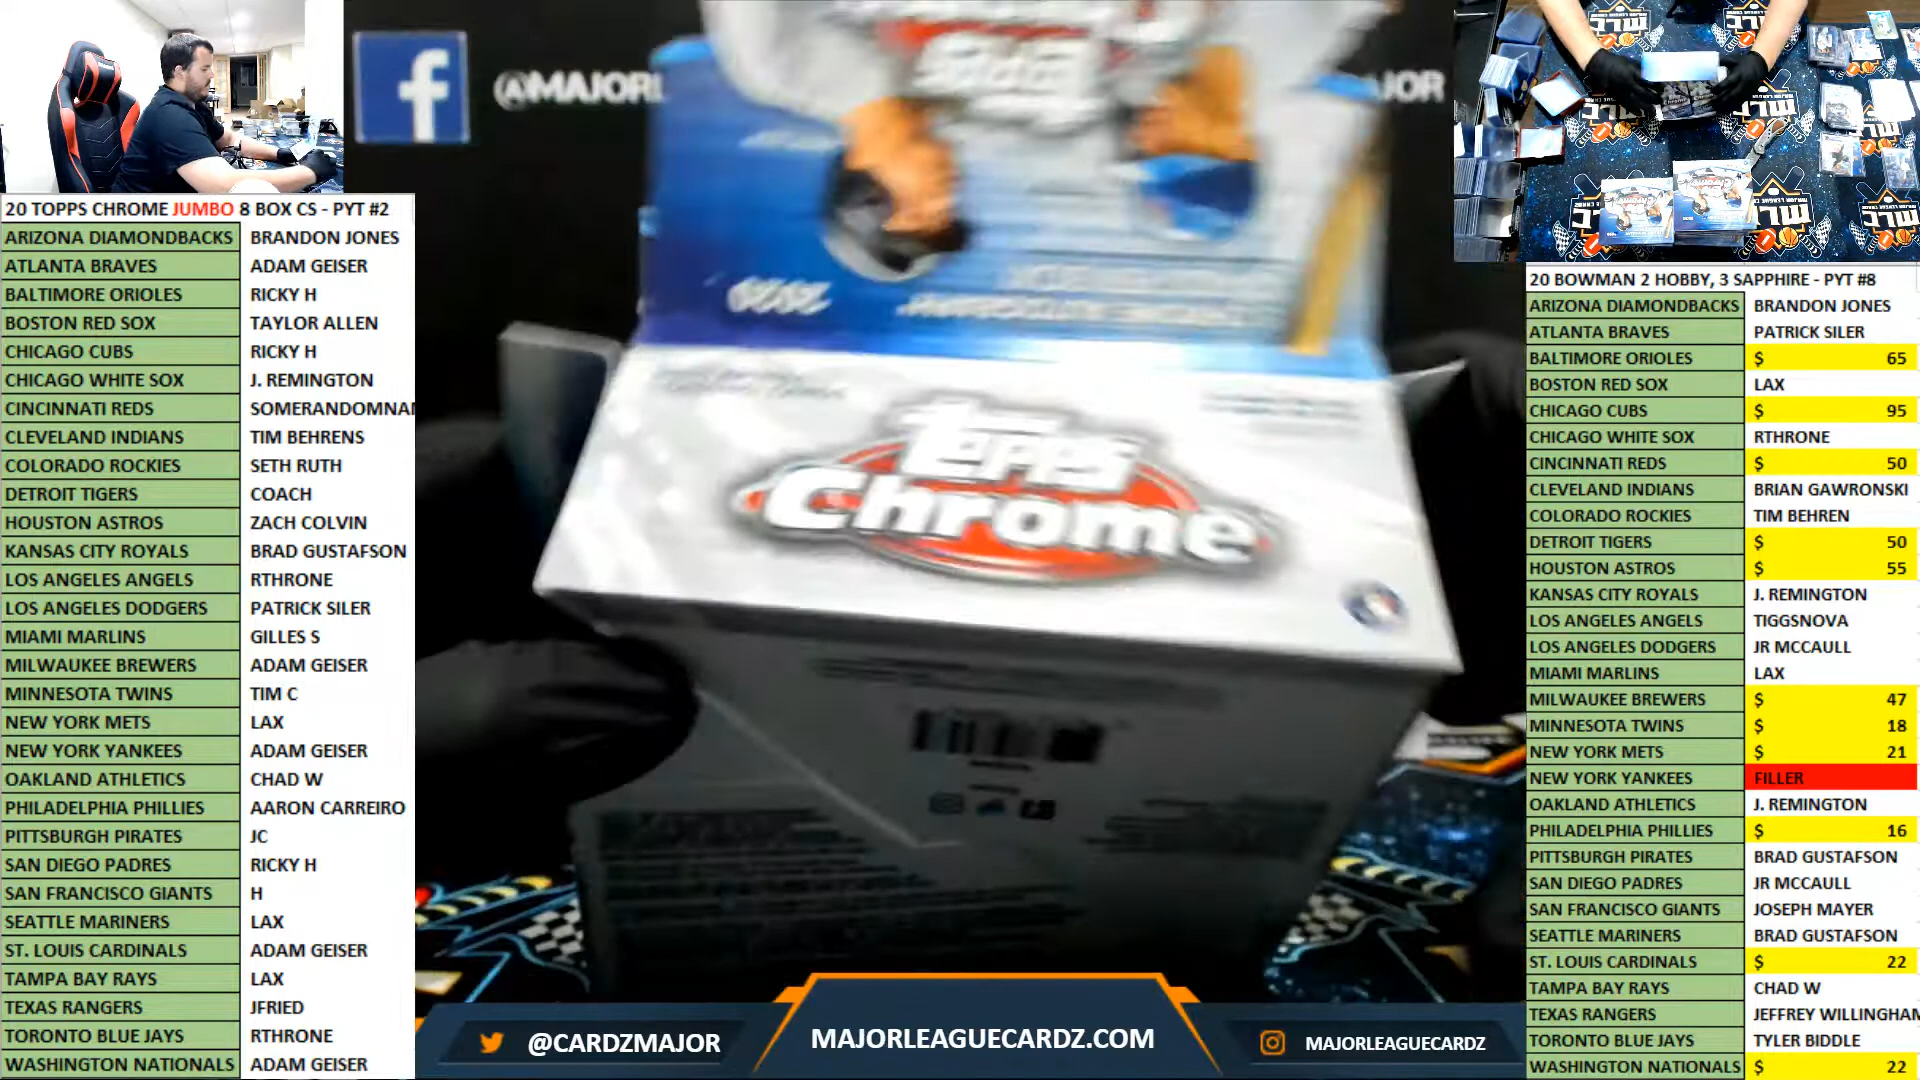 @MAJORL
JOR
20 TOPPS CHROME JUMBO 8 BOX CS - PYT #2
ARIZONA DIAMONDBACKS BRANDON JONES
ATLANTA BRAVES ADAM GEISER
BALTIMORE ORIOLES RICKY H
BOSTON RED SOX TAYLOR ALLEN
CHICAGO CUBS RICKY H
CHICAGO WHITE SOX J. REMINGTON
CINCINNATI REDS SOMERANDOMNAM
CLEVELAND INDIANS TIM BEHRENS
COLORADO ROCKIES SETH RUTH
DETROIT TIGERS COACH
HOUSTON ASTROS ZACH COLVIN
KANSAS CITY ROYALS BRAD GUSTAFSON
LOS ANGELES ANGELS RTHRONE
LOS ANGELES DODGERS PATRICK SILER
MIAMI MARLINS GILLES S
MILWAUKEE BREWERS ADAM GEISER
MINNESOTA TWINS TIM C
NEW YORK METS LAX
NEW YORK YANKEES ADAM GEISER
OAKLAND ATHLETICS CHAD W
PHILADELPHIA PHILLIES AARON CARREIRO
PITTSBURGH PIRATES JC
SAN DIEGO PADRES RICKY H
SAN FRANCISCO GIANTS H
SEATTLE MARINERS LAX
ST. LOUIS CARDINALS ADAM GEISER
TAMPA BAY RAYS LAX
TEXAS RANGERS JFRIED
TORONTO BLUE JAYS RTHRONE
WASHINGTON NATIONALS ADAM GEISER
2020
Topps
Chrome
@CARDZMAJOR
MAJORLEAGUECARDZ.COM
MAJORLEAGUECARDZ
20 BOWMAN 2 HOBBY, 3 SAPPHIRE - PYT #8
ARIZONA DIAMONDBACKS BRANDON JONES
ATLANTA BRAVES PATRICK SILER
BALTIMORE ORIOLES $ 65
BOSTON RED SOX LAX
CHICAGO CUBS $ 95
CHICAGO WHITE SOX RTHRONE
CINCINNATI REDS $ 50
CLEVELAND INDIANS BRIAN GAWRONSKI
COLORADO ROCKIES TIM BEHREN
DETROIT TIGERS $ 50
HOUSTON ASTROS $ 55
KANSAS CITY ROYALS J. REMINGTON
LOS ANGELES ANGELS TIGGSNOVA
LOS ANGELES DODGERS JR MCCAULL
MIAMI MARLINS LAX
MILWAUKEE BREWERS $ 47
MINNESOTA TWINS $ 18
NEW YORK METS $ 21
NEW YORK YANKEES FILLER
OAKLAND ATHLETICS J. REMINGTON
PHILADELPHIA PHILLIES $ 16
PITTSBURGH PIRATES BRAD GUSTAFSON
SAN DIEGO PADRES JR MCCAULL
SAN FRANCISCO GIANTS JOSEPH MAYER
SEATTLE MARINERS BRAD GUSTAFSON
ST. LOUIS CARDINALS $ 22
TAMPA BAY RAYS CHAD W
TEXAS RANGERS JEFFREY WILLINGHAM
TORONTO BLUE JAYS TYLER BIDDLE
WASHINGTON NATIONALS $ 22